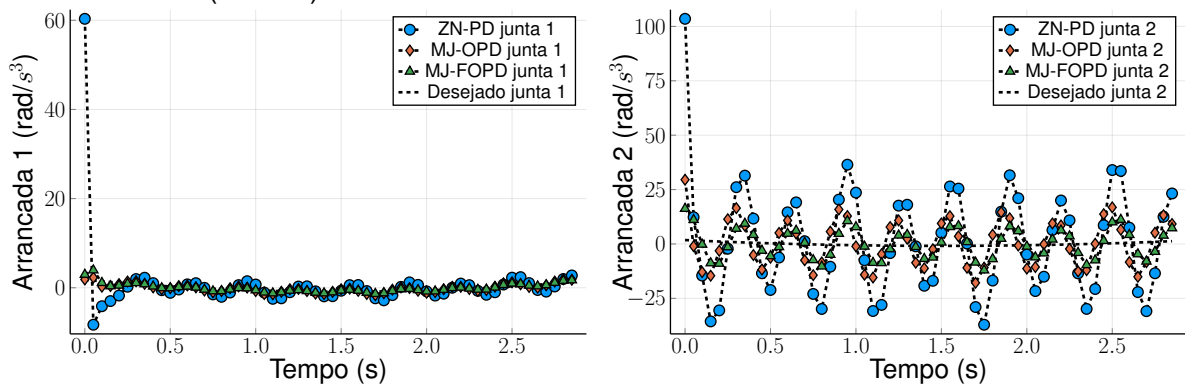 ZN-PD junta 1
MJ-OPD junta 1
MJ-FOPD junta 1
Desejado junta 1
Arrancada 1 (rad/s³)
60
40
20
0
0.0 0.5 1.0 1.5 2.0 2.5
Tempo (s)
ZN-PD junta 2
MJ-OPD junta 2
MJ-FOPD junta 2
Desejado junta 2
Arrancada 2 (rad/s³)
100
75
50
25
0
−25
0.0 0.5 1.0 1.5 2.0 2.5
Tempo (s)